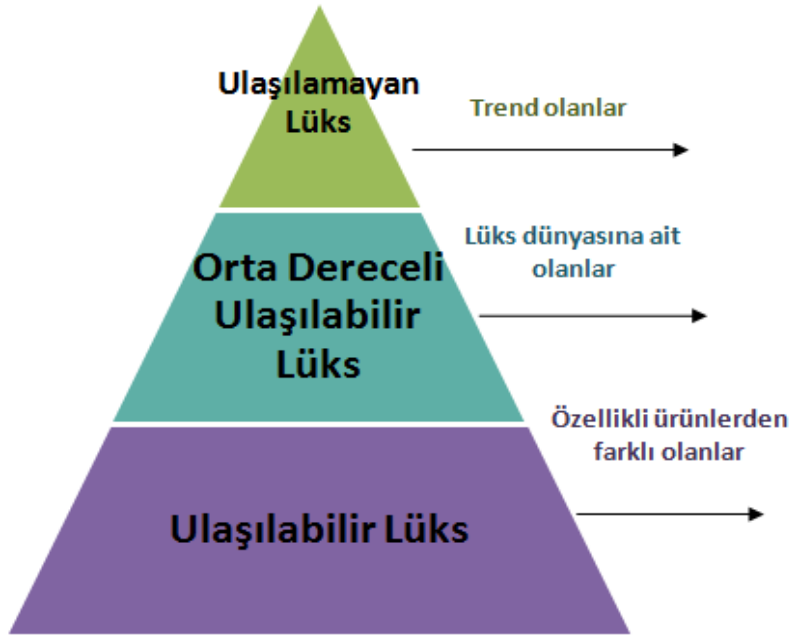 Ulaşılamayan
Lüks
Trend olanlar
Lüks dünyasına ait
olanlar
Orta Dereceli
Ulaşılabilir
Lüks
Özellikli ürünlerden
farklı olanlar
Ulaşılabilir Lüks